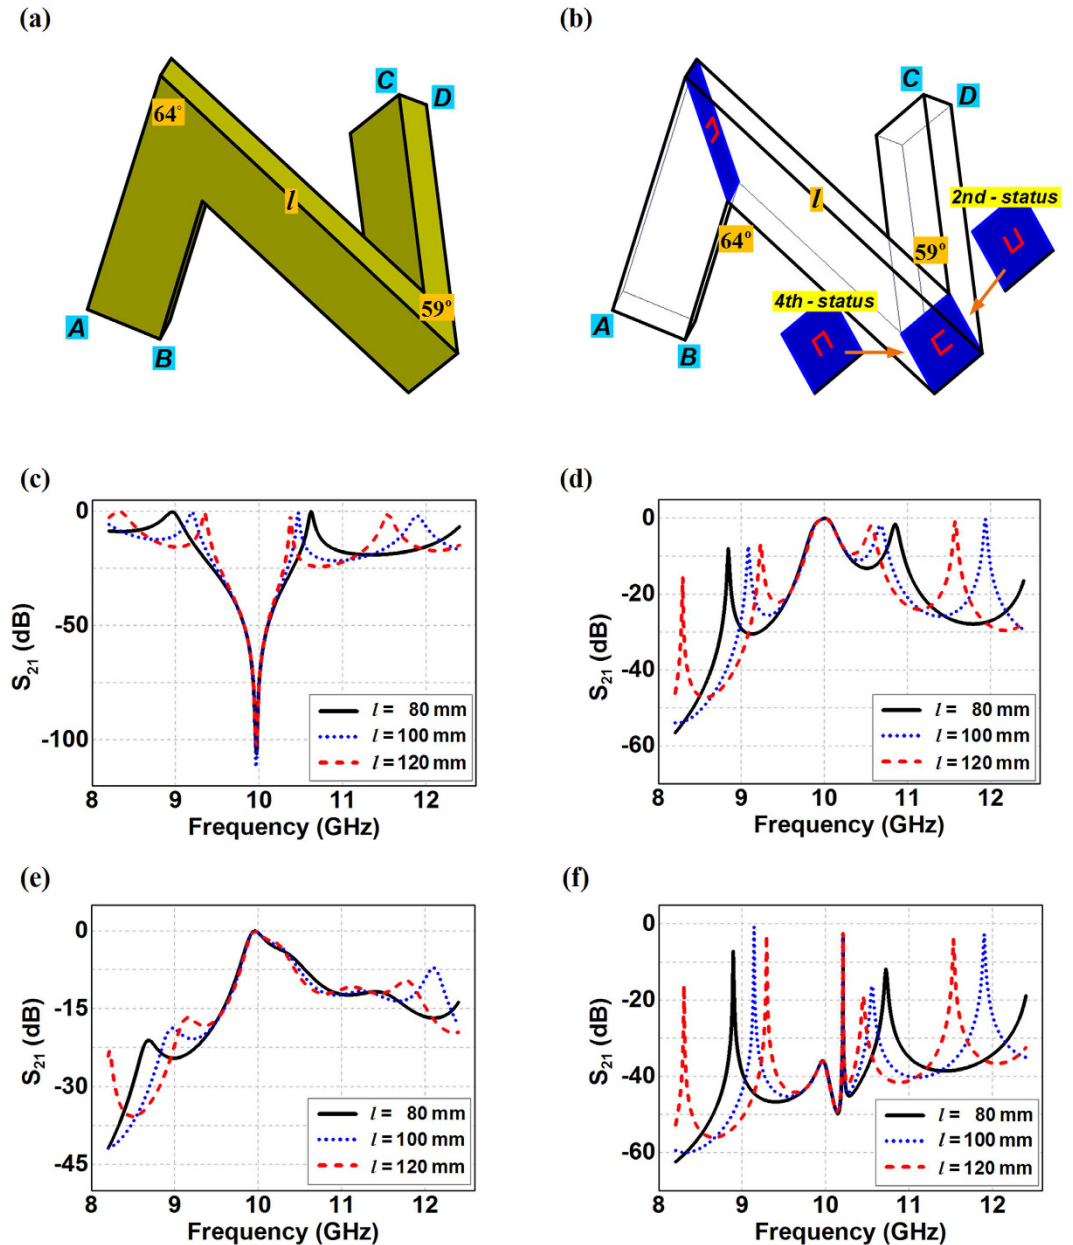 (a)
(b)
64°
C
D
l
59°
A
B
C
D
2nd - status
l
64°
59°
4th - status
A
B
(c)
(d)
0
-50
-100
S21 (dB)
l = 80 mm
l = 100 mm
l = 120 mm
8 9 10 11 12
Frequency (GHz)
0
-20
-40
-60
S21 (dB)
l = 80 mm
l = 100 mm
l = 120 mm
8 9 10 11 12
Frequency (GHz)
(e)
(f)
0
-15
-30
-45
S21 (dB)
l = 80 mm
l = 100 mm
l = 120 mm
8 9 10 11 12
Frequency (GHz)
0
-20
-40
-60
S21 (dB)
l = 80 mm
l = 100 mm
l = 120 mm
8 9 10 11 12
Frequency (GHz)